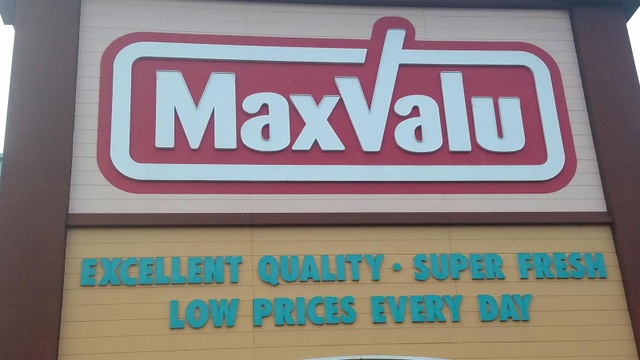 MaxValu
EXCELLENT QUALITY · SUPER FRESH
LOW PRICES EVERY DAY